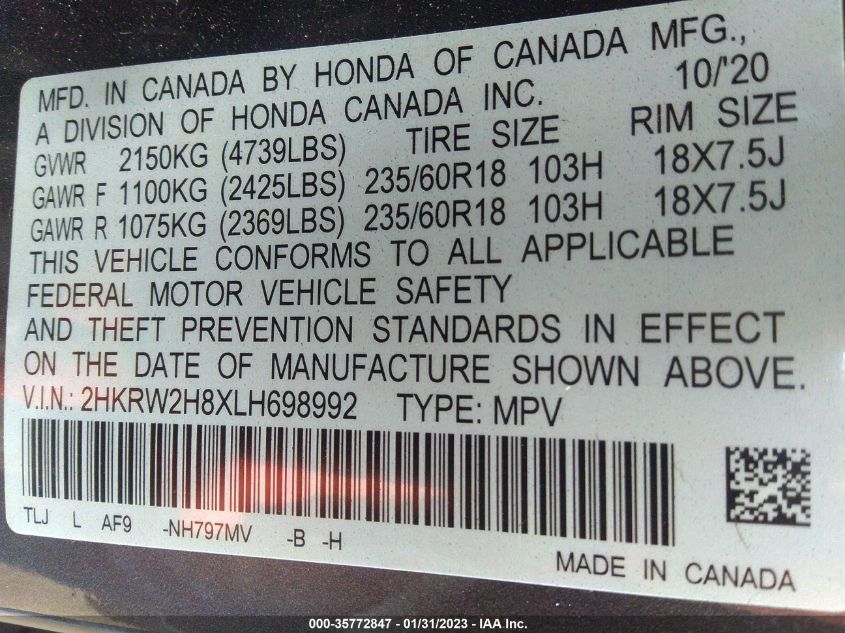 MFD. IN CANADA BY HONDA OF CANADA MFG.,
A DIVISION OF HONDA CANADA INC. 10/'20
GVWR 2150KG (4739LBS) TIRE SIZE RIM SIZE
GAWR F 1100KG (2425LBS) 235/60R18 103H 18X7.5J
GAWR R 1075KG (2369LBS) 235/60R18 103H 18X7.5J
THIS VEHICLE CONFORMS TO ALL APPLICABLE
FEDERAL MOTOR VEHICLE SAFETY
AND THEFT PREVENTION STANDARDS IN EFFECT
ON THE DATE OF MANUFACTURE SHOWN ABOVE.
V.I.N.: 2HKRW2H8XLH698992 TYPE: MPV
TLJ L AF9 -NH797MV -B -H
MADE IN CANADA
000-35772847 - 01/31/2023 - IAA Inc.